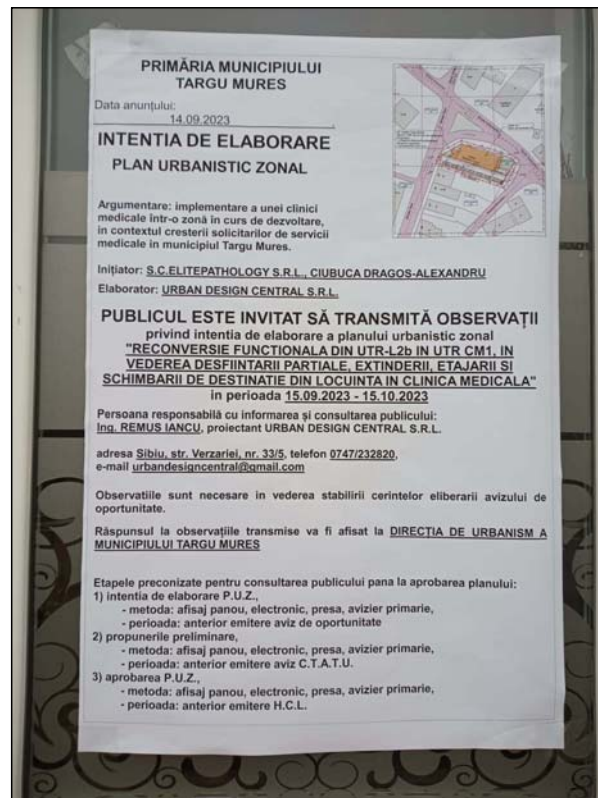 PRIMĂRIA MUNICIPIULUI
TARGU MURES
Data anunțului:
14.09.2023
INTENTIA DE ELABORARE
PLAN URBANISTIC ZONAL
Argumentare: implementare a unei clinici
medicale într-o zonă in curs de dezvoltare,
in contextul cresterii solicitarilor de servicii
medicale in municipiul Targu Mures.
Inițiator: S.C.ELITEPATHOLOGY S.R.L., CIUBUCA DRAGOS-ALEXANDRU
Elaborator: URBAN DESIGN CENTRAL S.R.L.
PUBLICUL ESTE INVITAT SĂ TRANSMITĂ OBSERVAȚII
privind intentia de elaborare a planului urbanistic zonal
"RECONVERSIE FUNCTIONALA DIN UTR-L2b IN UTR CM1, IN
VEDEREA DESFIINTARII PARTIALE, EXTINDERII, ETAJARII SI
SCHIMBARII DE DESTINATIE DIN LOCUINTA IN CLINICA MEDICALA"
in perioada 15.09.2023 - 15.10.2023
Persoana responsabilă cu informarea și consultarea publicului:
Ing. REMUS IANCU, proiectant URBAN DESIGN CENTRAL S.R.L.
adresa Sibiu, str. Verzariei, nr. 33/5, telefon 0747/232820,
e-mail urbandesigncentral@gmail.com
Observatiile sunt necesare in vederea stabilirii cerintelor eliberarii avizului de
oportunitate.
Răspunsul la observațiile transmise va fi afisat la DIRECTIA DE URBANISM A
MUNICIPIULUI TARGU MURES
Etapele preconizate pentru consultarea publicului pana la aprobarea planului:
1) intentia de elaborare P.U.Z.,
- metoda: afisaj panou, electronic, presa, avizier primarie,
- perioada: anterior emitere aviz de oportunitate
2) propunerile preliminare,
- metoda: afisaj panou, electronic, presa, avizier primarie,
- perioada: anterior emitere aviz C.T.A.T.U.
3) aprobarea P.U.Z.,
- metoda: afisaj panou, electronic, presa, avizier primarie,
- perioada: anterior emitere H.C.L.